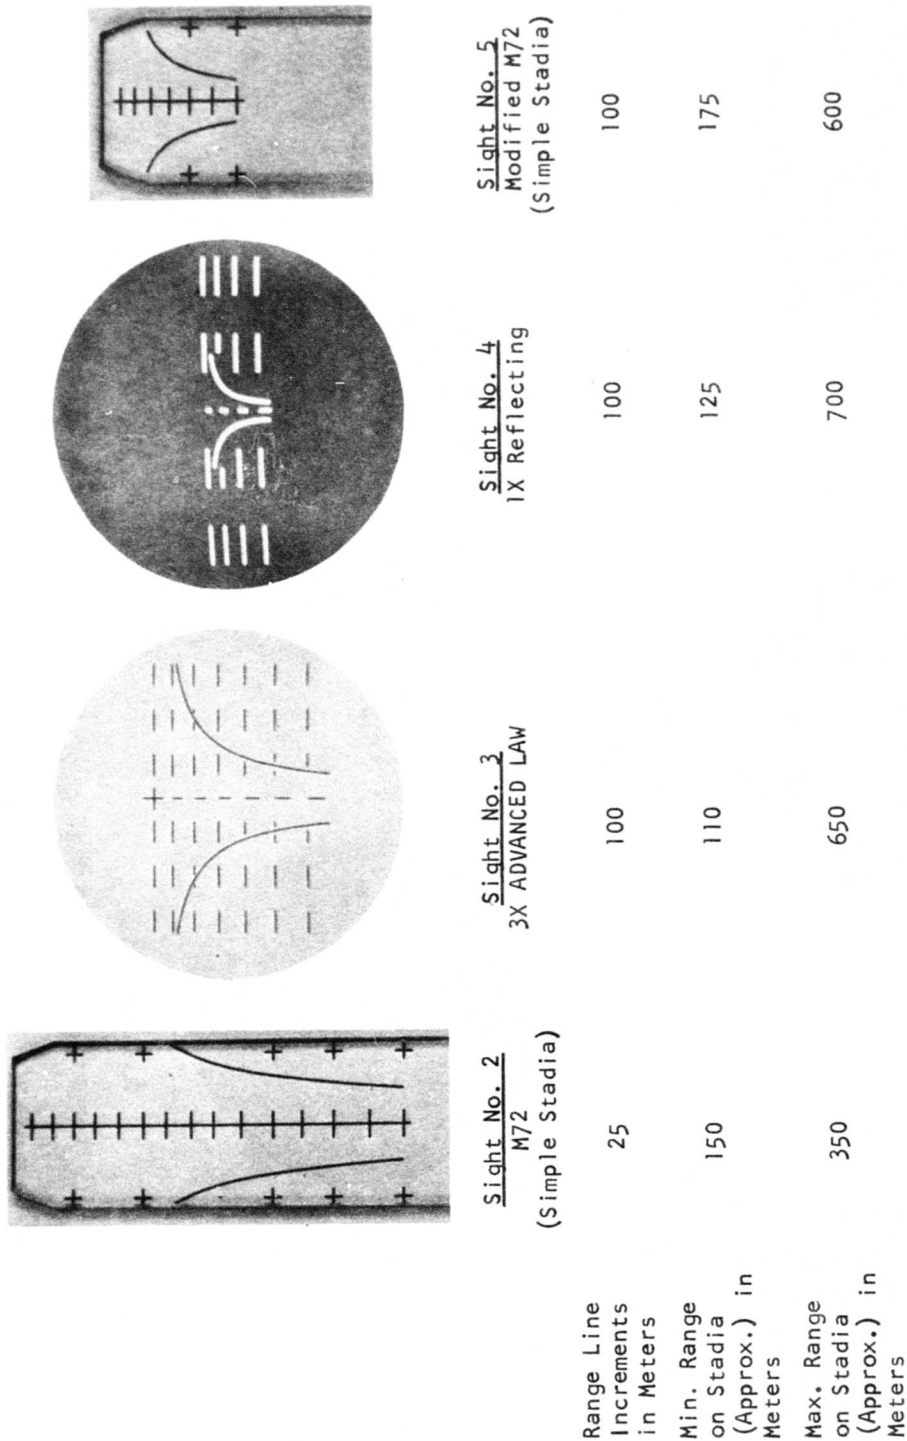 Sight No. 2
M72
(Simple Stadia)
Sight No. 3
3X ADVANCED LAW
Sight No. 4
1X Reflecting
Sight No. 5
Modified M72
(Simple Stadia)
Range Line
Increments
in Meters
25
100
100
100
Min. Range
on Stadia
(Approx.) in
Meters
150
110
125
175
Max. Range
on Stadia
(Approx.) in
Meters
350
650
700
600